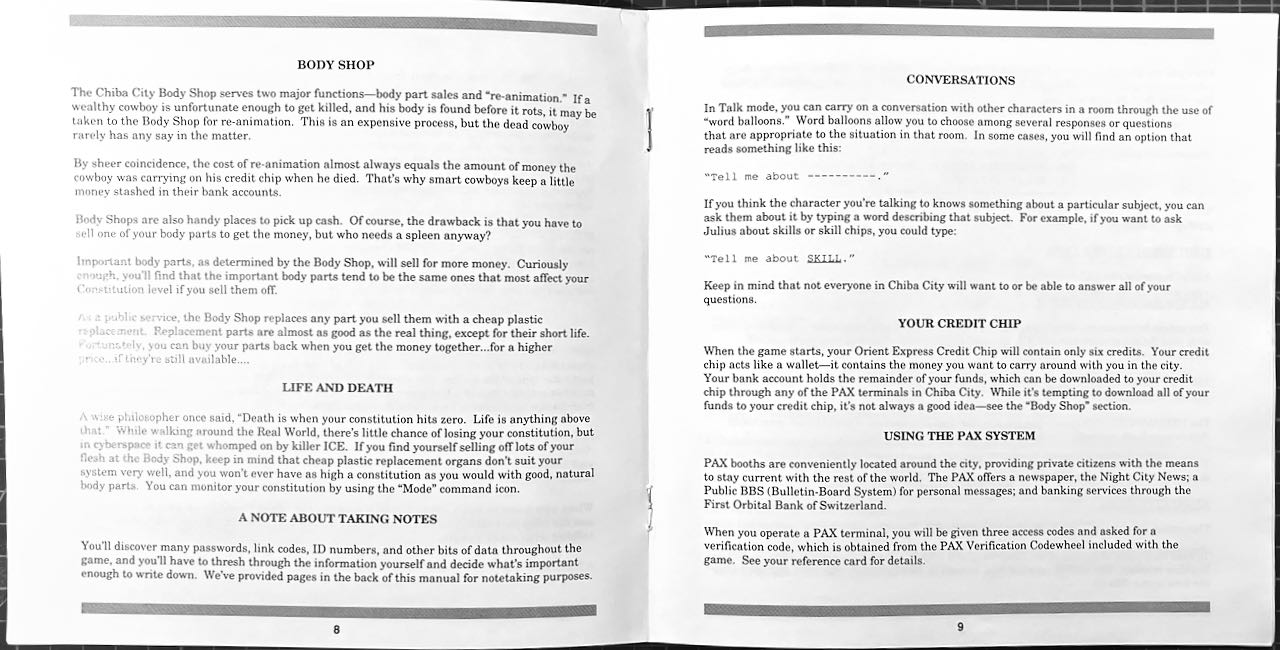 BODY SHOP
The Chiba City Body Shop serves two major functions—body part sales and “re-animation.” If a
wealthy cowboy is unfortunate enough to get killed, and his body is found before it rots, it may be
taken to the Body Shop for re-animation. This is an expensive process, but the dead cowboy
rarely has any say in the matter.
By sheer coincidence, the cost of re-animation almost always equals the amount of money the
cowboy was carrying on his credit chip when he died. That’s why smart cowboys keep a little
money stashed in their bank accounts.
Body Shops are also handy places to pick up cash. Of course, the drawback is that you have to
sell one of your body parts to get the money, but who needs a spleen anyway?
Important body parts, as determined by the Body Shop, will sell for more money. Curiously
enough, you’ll find that the important body parts tend to be the same ones that most affect your
Constitution level if you sell them off.
As a public service, the Body Shop replaces any part you sell them with a cheap plastic
replacement. Replacement parts are almost as good as the real thing, except for their short life.
Fortunately, you can buy your parts back when you get the money together...for a higher
price...if they’re still available....
LIFE AND DEATH
A wise philosopher once said, “Death is when your constitution hits zero. Life is anything above
that.” While walking around the Real World, there’s little chance of losing your constitution, but
in cyberspace it can get whomped on by killer ICE. If you find yourself selling off lots of your
flesh at the Body Shop, keep in mind that cheap plastic replacement organs don’t suit your
system very well, and you won’t ever have as high a constitution as you would with good, natural
body parts. You can monitor your constitution by using the “Mode” command icon.
A NOTE ABOUT TAKING NOTES
You’ll discover many passwords, link codes, ID numbers, and other bits of data throughout the
game, and you’ll have to thresh through the information yourself and decide what’s important
enough to write down. We’ve provided pages in the back of this manual for notetaking purposes.
8
CONVERSATIONS
In Talk mode, you can carry on a conversation with other characters in a room through the use of
“word balloons.” Word balloons allow you to choose among several responses or questions
that are appropriate to the situation in that room. In some cases, you will find an option that
reads something like this:
“Tell me about ----------.”
If you think the character you’re talking to knows something about a particular subject, you can
ask them about it by typing a word describing that subject. For example, if you want to ask
Julius about skills or skill chips, you could type:
“Tell me about SKILL.”
Keep in mind that not everyone in Chiba City will want to or be able to answer all of your
questions.
YOUR CREDIT CHIP
When the game starts, your Orient Express Credit Chip will contain only six credits. Your credit
chip acts like a wallet—it contains the money you want to carry around with you in the city.
Your bank account holds the remainder of your funds, which can be downloaded to your credit
chip through any of the PAX terminals in Chiba City. While it’s tempting to download all of your
funds to your credit chip, it’s not always a good idea—see the “Body Shop” section.
USING THE PAX SYSTEM
PAX booths are conveniently located around the city, providing private citizens with the means
to stay current with the rest of the world. The PAX offers a newspaper, the Night City News; a
Public BBS (Bulletin-Board System) for personal messages; and banking services through the
First Orbital Bank of Switzerland.
When you operate a PAX terminal, you will be given three access codes and asked for a
verification code, which is obtained from the PAX Verification Codewheel included with the
game. See your reference card for details.
9